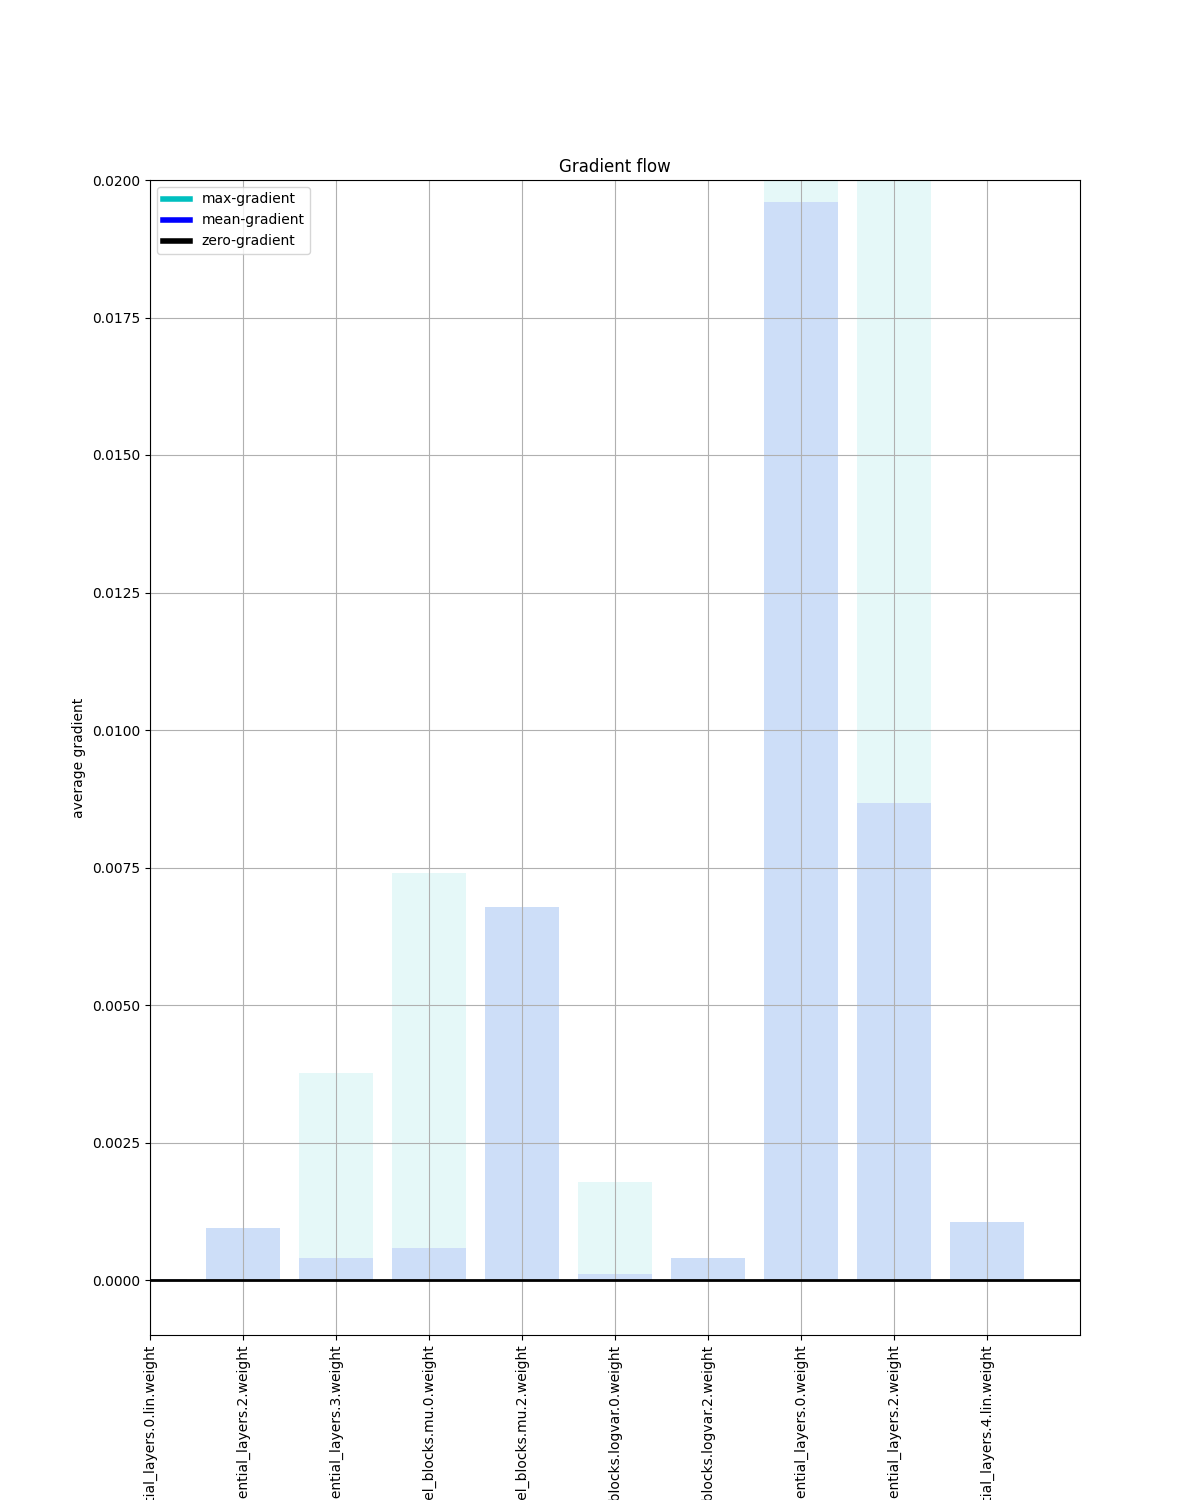 Gradient flow
max-gradient
mean-gradient
zero-gradient
0.0200
0.0175
0.0150
0.0125
0.0100
0.0075
0.0050
0.0025
0.0000
average gradient
tial_layers.0.lin.weight
ential_layers.2.weight
ential_layers.3.weight
el_blocks.mu.0.weight
el_blocks.mu.2.weight
blocks.logvar.0.weight
blocks.logvar.2.weight
ential_layers.0.weight
ential_layers.2.weight
tial_layers.4.lin.weight